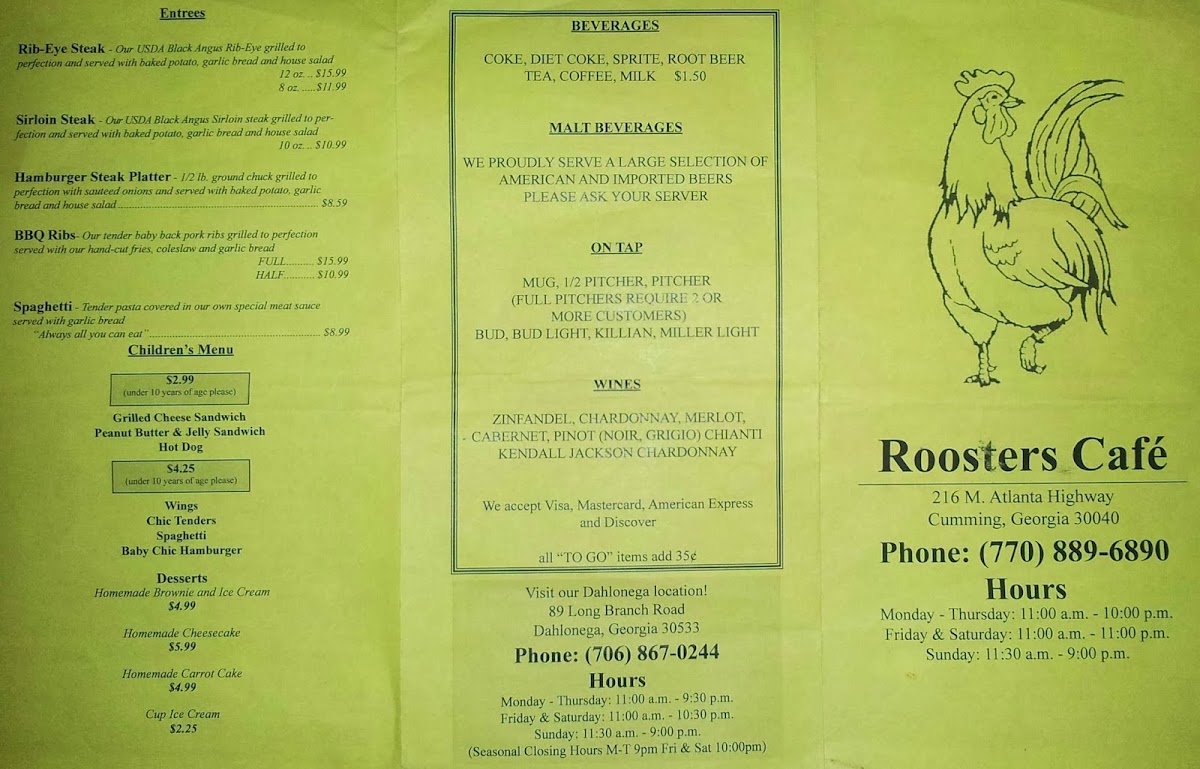 Entrees
Rib-Eye Steak - Our USDA Black Angus Rib-Eye grilled to
perfection and served with baked potato, garlic bread and house salad
12 oz. .. $15.99
8 oz. .....$11.99
Sirloin Steak - Our USDA Black Angus Sirloin steak grilled to per-
fection and served with baked potato, garlic bread and house salad
10 oz. .. $10.99
Hamburger Steak Platter - 1/2 lb. ground chuck grilled to
perfection with sauteed onions and served with baked potato, garlic
bread and house salad.......... $8.59
BBQ Ribs- Our tender baby back pork ribs grilled to perfection
served with our hand-cut fries, coleslaw and garlic bread
FULL.......... $15.99
HALF........... $10.99
Spaghetti - Tender pasta covered in our own special meat sauce
served with garlic bread
"Always all you can eat".......... $8.99
Children's Menu
$2.99
(under 10 years of age please)
Grilled Cheese Sandwich
Peanut Butter & Jelly Sandwich
Hot Dog
$4.25
(under 10 years of age please)
Wings
Chic Tenders
Spaghetti
Baby Chic Hamburger
Desserts
Homemade Brownie and Ice Cream
$4.99
Homemade Cheesecake
$5.99
Homemade Carrot Cake
$4.99
Cup Ice Cream
$2.25
BEVERAGES
COKE, DIET COKE, SPRITE, ROOT BEER
TEA, COFFEE, MILK $1.50
MALT BEVERAGES
WE PROUDLY SERVE A LARGE SELECTION OF
AMERICAN AND IMPORTED BEERS
PLEASE ASK YOUR SERVER
ON TAP
MUG, 1/2 PITCHER, PITCHER
(FULL PITCHERS REQUIRE 2 OR
MORE CUSTOMERS)
BUD, BUD LIGHT, KILLIAN, MILLER LIGHT
WINES
ZINFANDEL, CHARDONNAY, MERLOT,
CABERNET, PINOT (NOIR, GRIGIO) CHIANTI
KENDALL JACKSON CHARDONNAY
We accept Visa, Mastercard, American Express
and Discover
all "TO GO" items add 35¢
Visit our Dahlonega location!
89 Long Branch Road
Dahlonega, Georgia 30533
Phone: (706) 867-0244
Hours
Monday - Thursday: 11:00 a.m. - 9:30 p.m.
Friday & Saturday: 11:00 a.m. - 10:30 p.m.
Sunday: 11:30 a.m. - 9:00 p.m.
(Seasonal Closing Hours M-T 9pm Fri & Sat 10:00pm)
Roosters Café
216 M. Atlanta Highway
Cumming, Georgia 30040
Phone: (770) 889-6890
Hours
Monday - Thursday: 11:00 a.m. - 10:00 p.m.
Friday & Saturday: 11:00 a.m. - 11:00 p.m.
Sunday: 11:30 a.m. - 9:00 p.m.